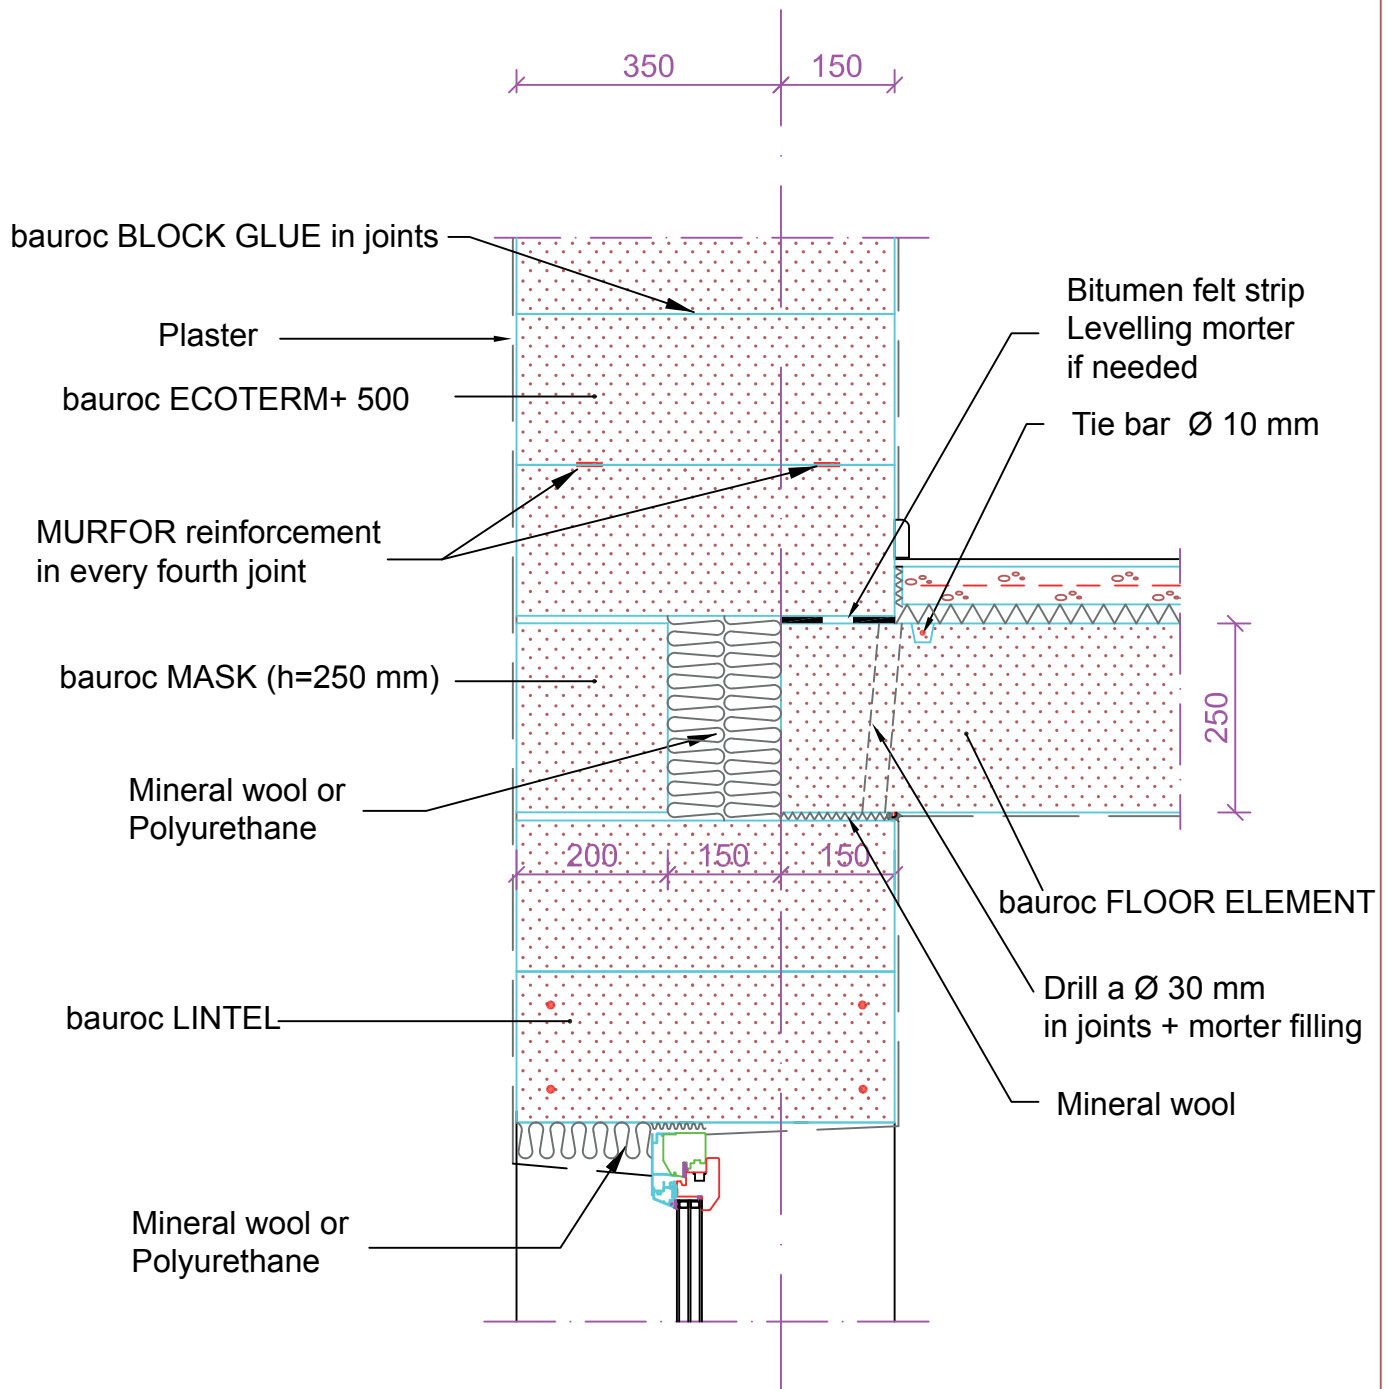 350
150
bauroc BLOCK GLUE in joints
Plaster
bauroc ECOTERM+ 500
MURFOR reinforcement
in every fourth joint
bauroc MASK (h=250 mm)
Mineral wool or
Polyurethane
bauroc LINTEL
Mineral wool or
Polyurethane
Bitumen felt strip
Levelling morter
if needed
Tie bar Ø 10 mm
250
200
150
150
bauroc FLOOR ELEMENT
Drill a Ø 30 mm
in joints + morter filling
Mineral wool